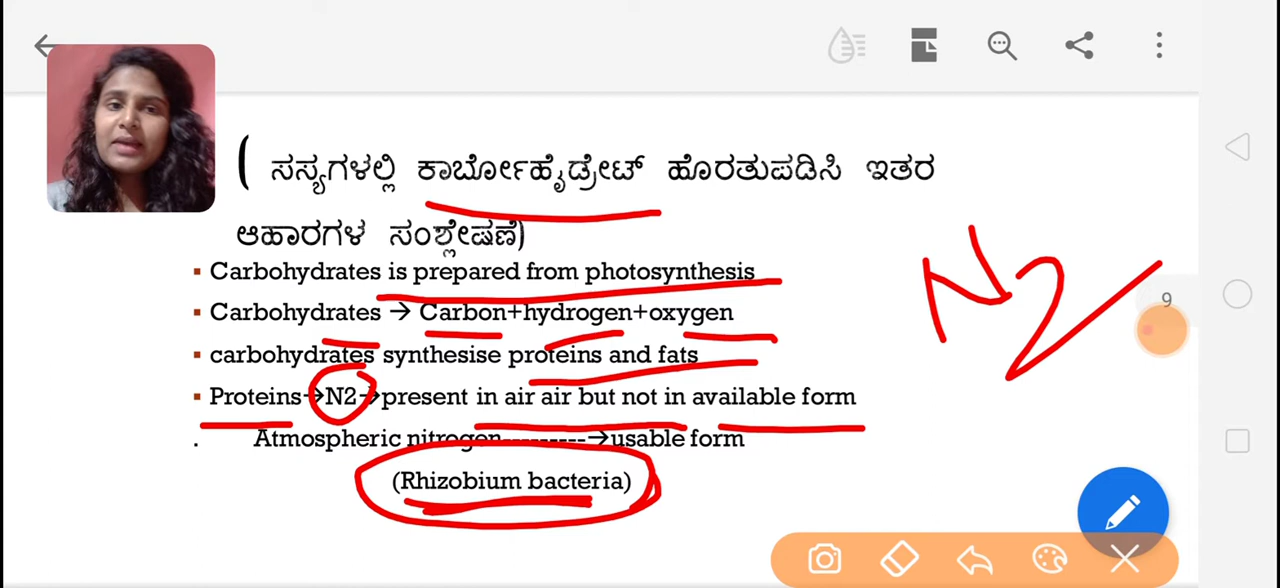 ( ಸಸ್ಯಗಳಲ್ಲಿ ಕಾರ್ಬೋಹೈಡ್ರೇಟ್ ಹೊರತುಪಡಿಸಿ ಇತರ
ಆಹಾರಗಳ ಸಂಶ್ಲೇಷಣೆ)
▪ Carbohydrates is prepared from photosynthesis
▪ Carbohydrates → Carbon+hydrogen+oxygen
▪ carbohydrates synthesise proteins and fats
▪ Proteins→N2→present in air air but not in available form
. Atmospheric nitrogen---------→usable form
(Rhizobium bacteria)
N2
9